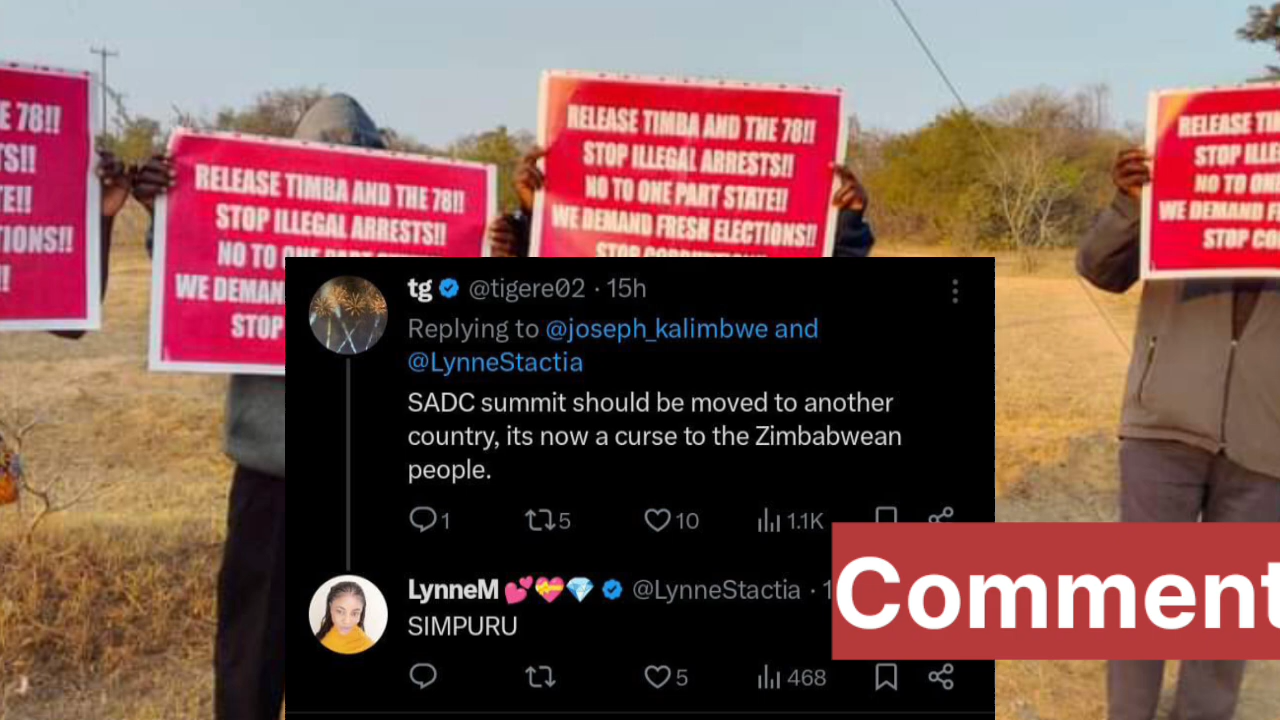 E 78!!
TS!!
TE!!
TIONS!!
!!
RELEASE TIMBA AND THE 78!!
STOP ILLEGAL ARRESTS!!
NO TO
WE DEMAN
STOP
RELEASE TIMBA AND THE 78!!
STOP ILLEGAL ARRESTS!!
NO TO ONE PART STATE!!
WE DEMAND FRESH ELECTIONS!!
RELEASE TIM
STOP ILLE
NO TO ON
WE DEMAND F
STOP CO
tg @tigere02 · 15h
Replying to @joseph_kalimbwe and
@LynneStactia
SADC summit should be moved to another
country, its now a curse to the Zimbabwean
people.
1 5 10 1.1K
LynneM 💕💝💎 @LynneStactia · 1
SIMPURU
5 468
Comment